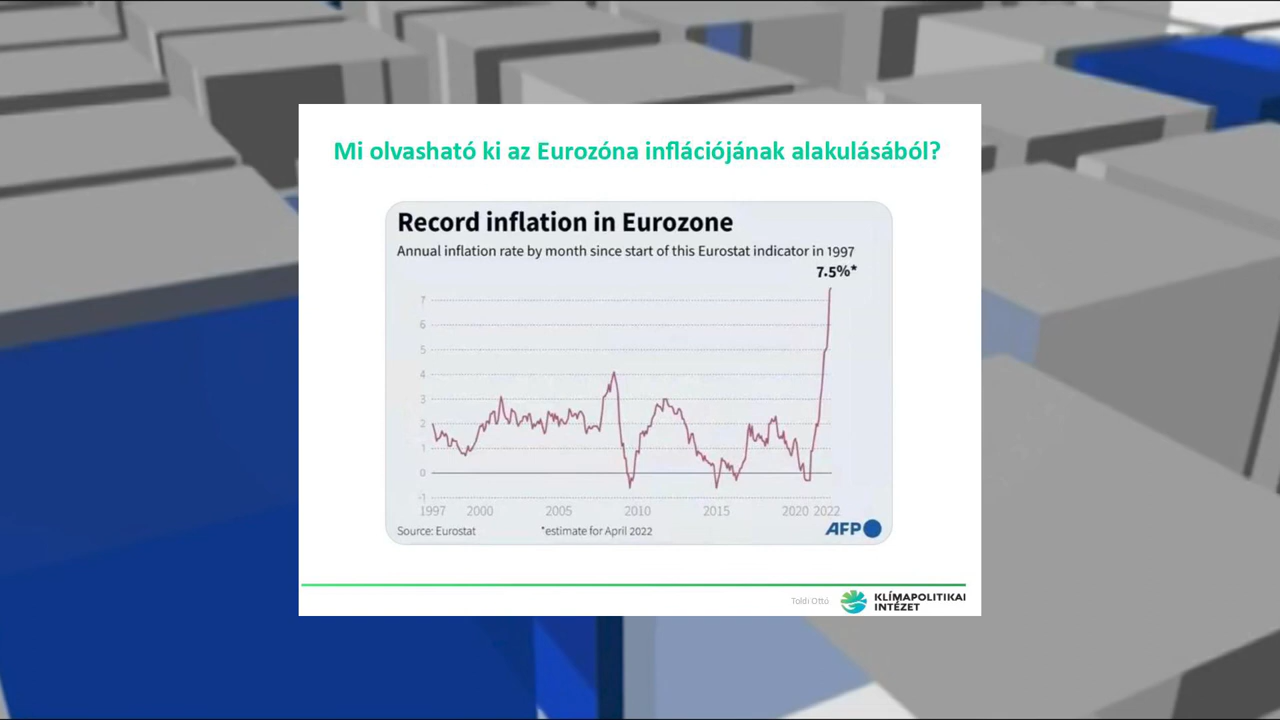 Mi olvasható ki az Eurozóna inflációjának alakulásából?
Record inflation in Eurozone
Annual inflation rate by month since start of this Eurostat indicator in 1997
7.5%*
7
6
5
4
3
2
1
0
-1
1997 2000 2005 2010 2015 2020 2022
Source: Eurostat *estimate for April 2022 AFP
Toldi Ottó
KLÍMAPOLITIKAI
INTÉZET